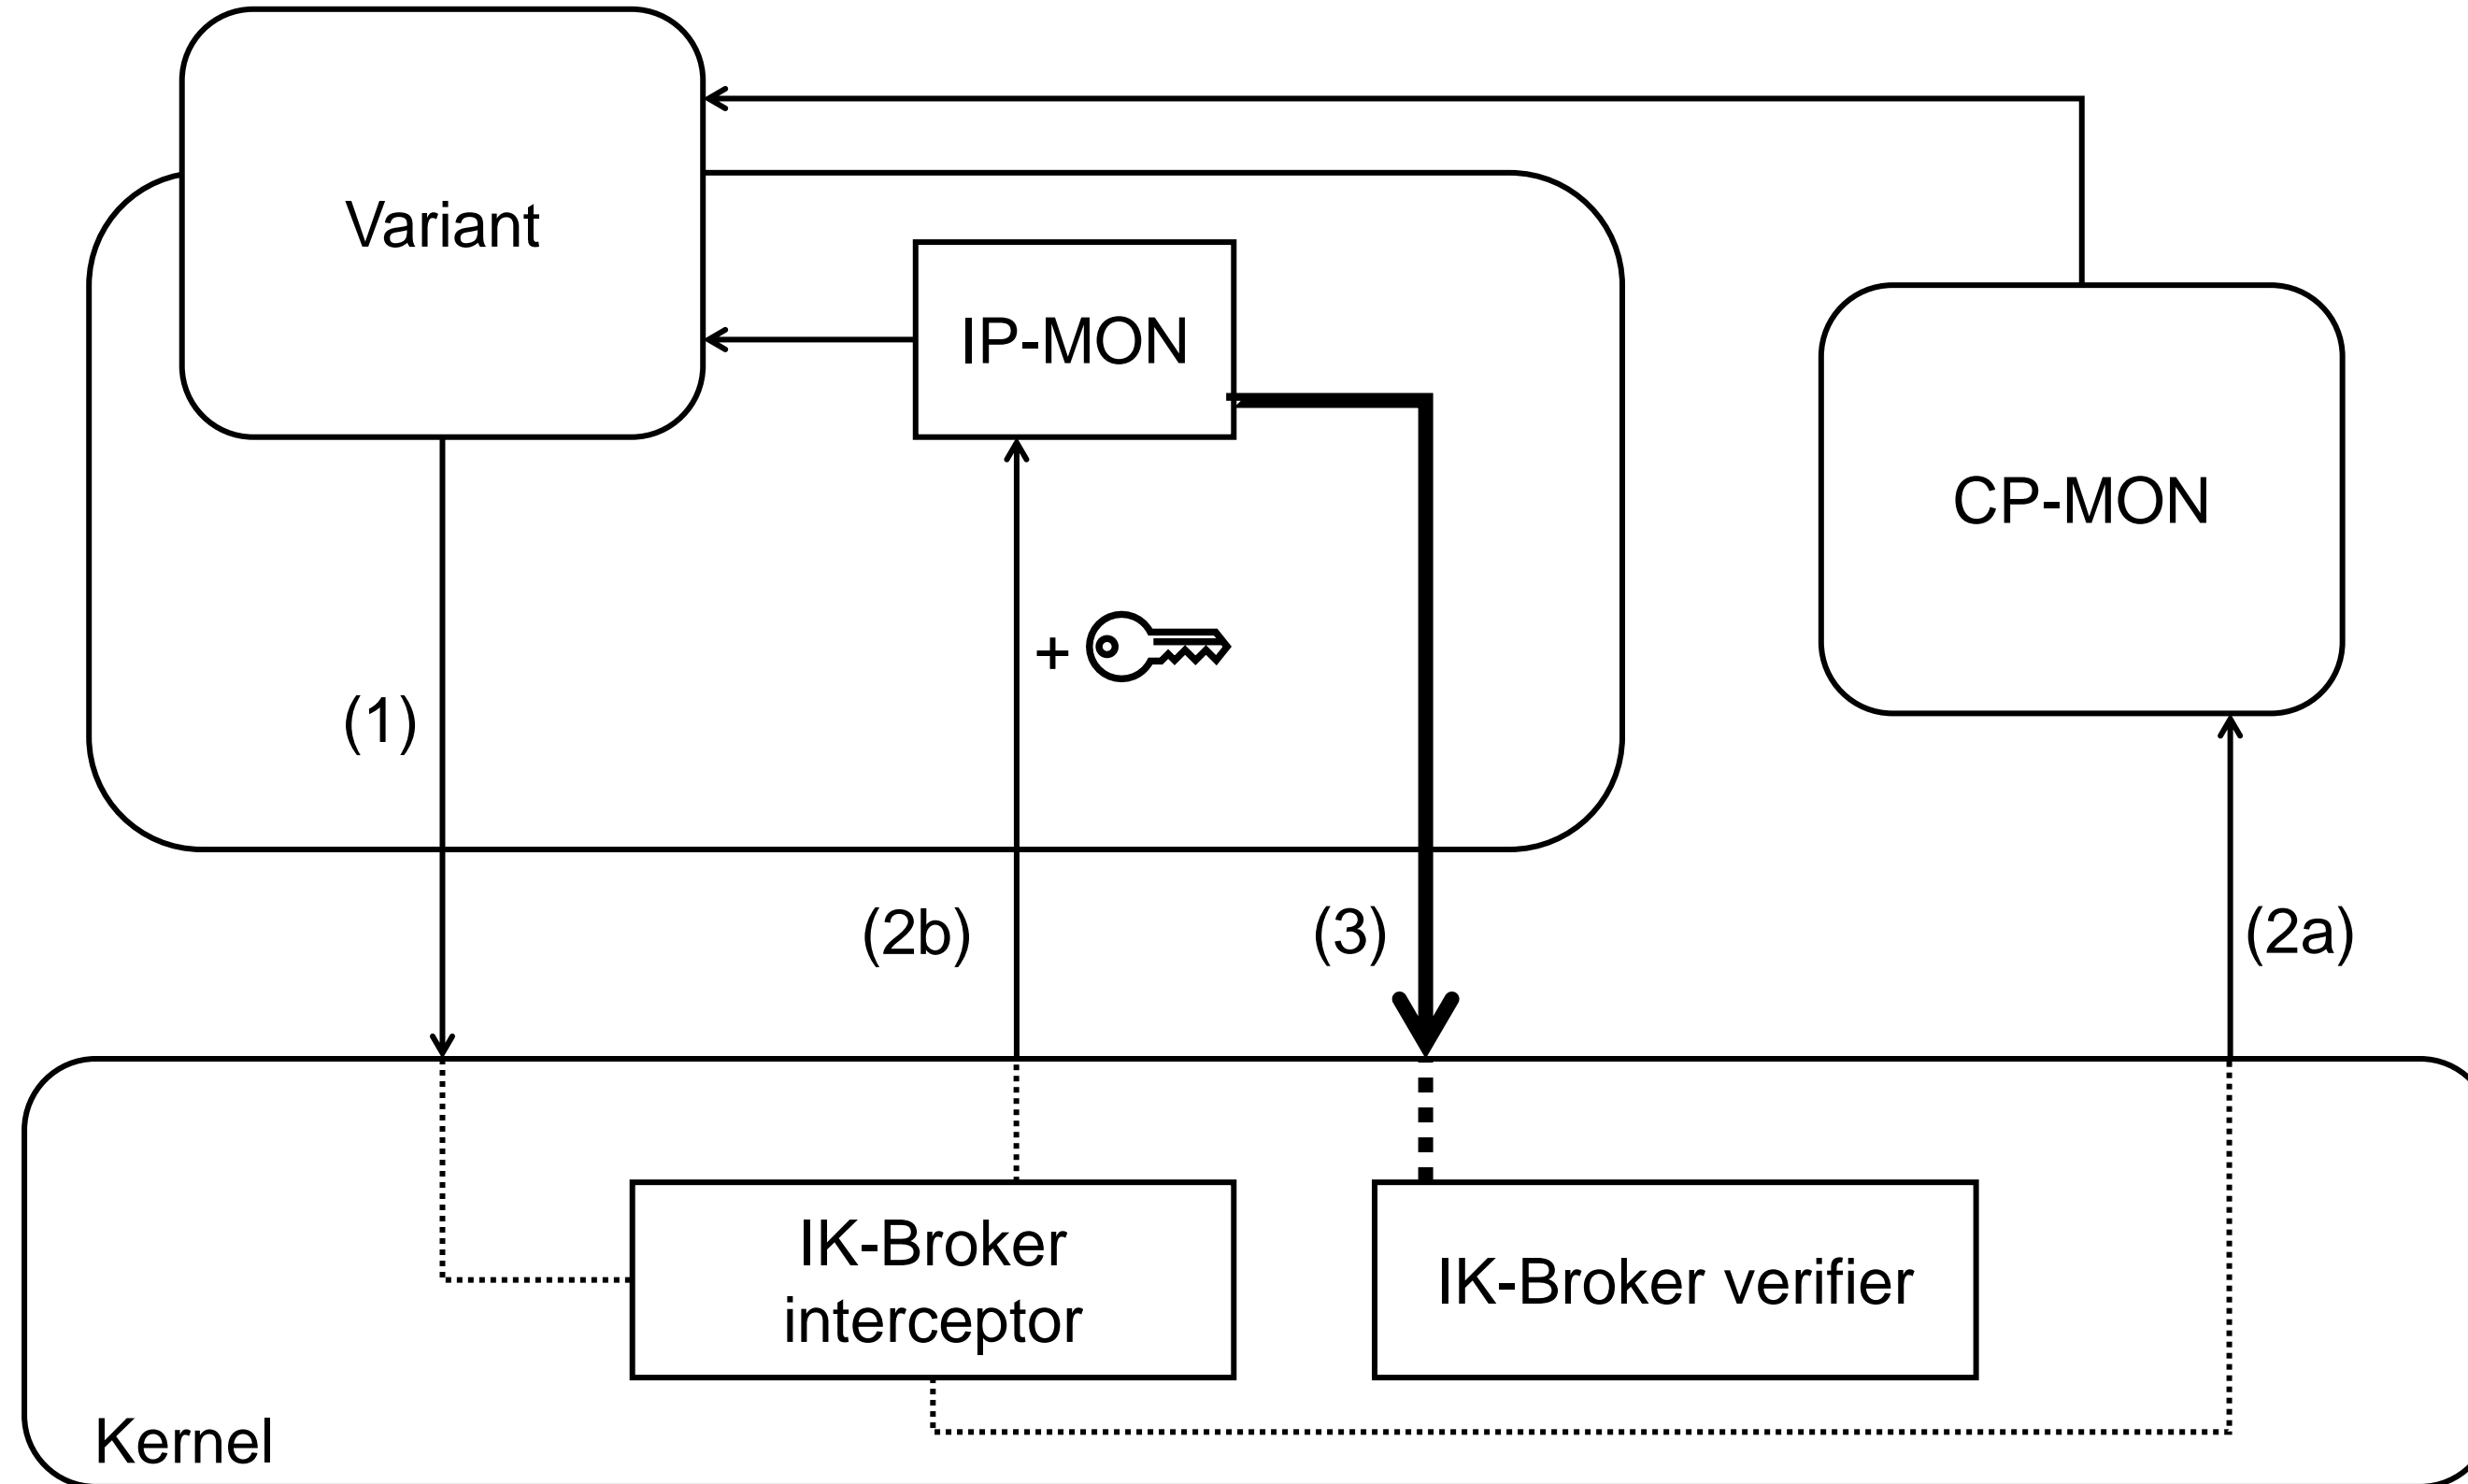 Variant
IP-MON
CP-MON
+
(1)
(2b)
(3)
(2a)
IK-Broker
interceptor
IK-Broker verifier
Kernel